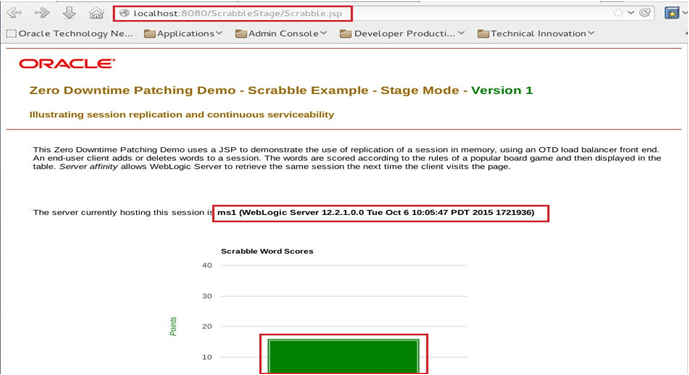 localhost:8080/ScrabbleStage/Scrabble.jsp
Oracle Technology Ne... Applications Admin Console Developer Producti... Technical Innovation
ORACLE
Zero Downtime Patching Demo - Scrabble Example - Stage Mode - Version 1
Illustrating session replication and continuous serviceability
This Zero Downtime Patching Demo uses a JSP to demonstrate the use of replication of a session in memory, using an OTD load balancer front end.
An end-user client adds or deletes words to a session. The words are scored according to the rules of a popular board game and then displayed in the
table. Server affinity allows WebLogic Server to retrieve the same session the next time the client visits the page.
The server currently hosting this session is ms1 (WebLogic Server 12.2.1.0.0 Tue Oct 6 10:05:47 PDT 2015 1721936)
Scrabble Word Scores
40
30
20
10
Points